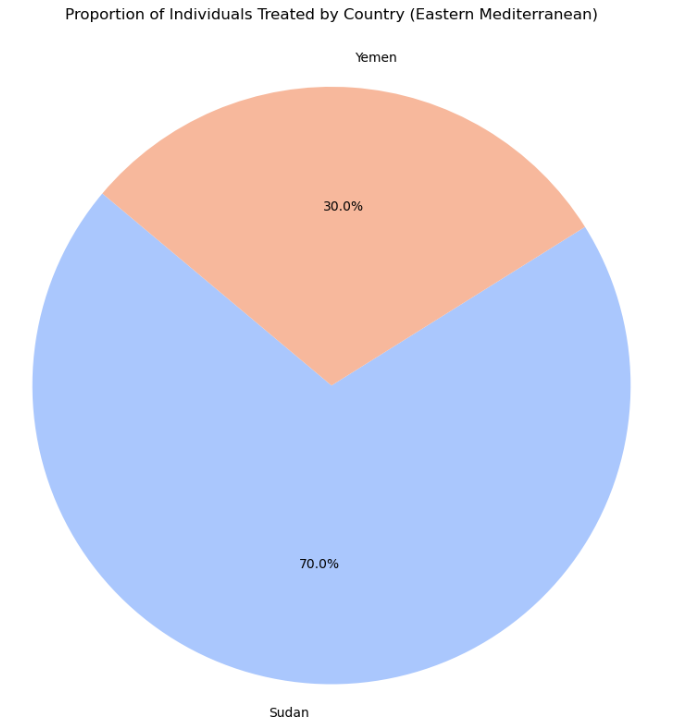 Proportion of Individuals Treated by Country (Eastern Mediterranean)
Yemen
30.0%
70.0%
Sudan